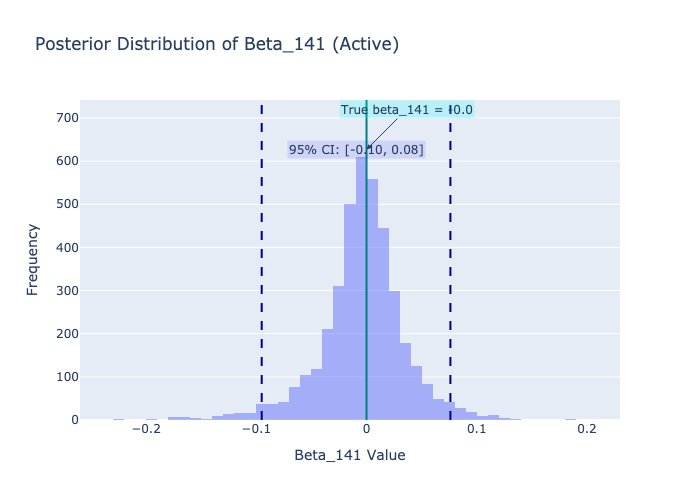 Posterior Distribution of Beta_141 (Active)
True beta_141 = -0.0
95% CI: [-0.10, 0.08]
700
600
500
400
300
200
100
0
Frequency
−0.2
−0.1
0
0.1
0.2
Beta_141 Value